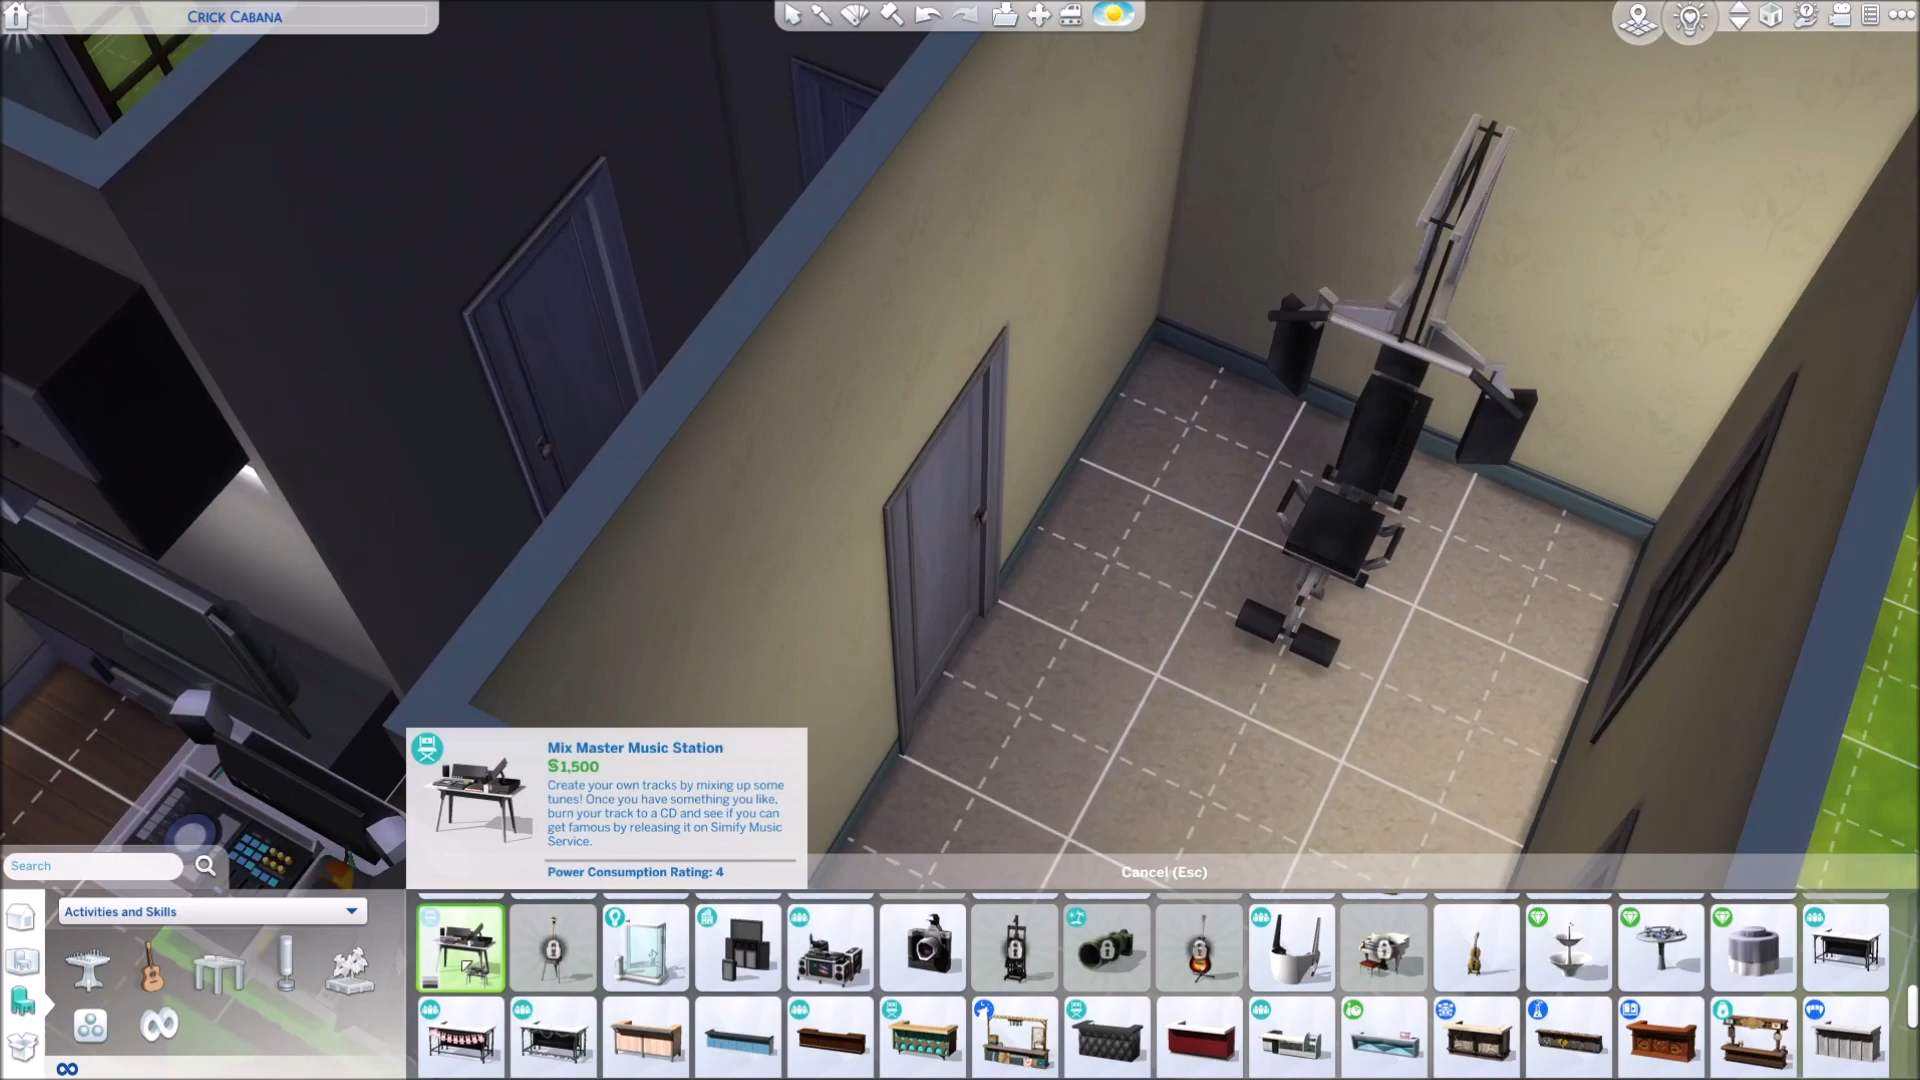 Crick Cabana
Mix Master Music Station
§1,500
Create your own tracks by mixing up some
tunes! Once you have something you like,
burn your track to a CD and see if you can
get famous by releasing it on Simify Music
Service.
Power Consumption Rating: 4
Search
Cancel (Esc)
Activities and Skills